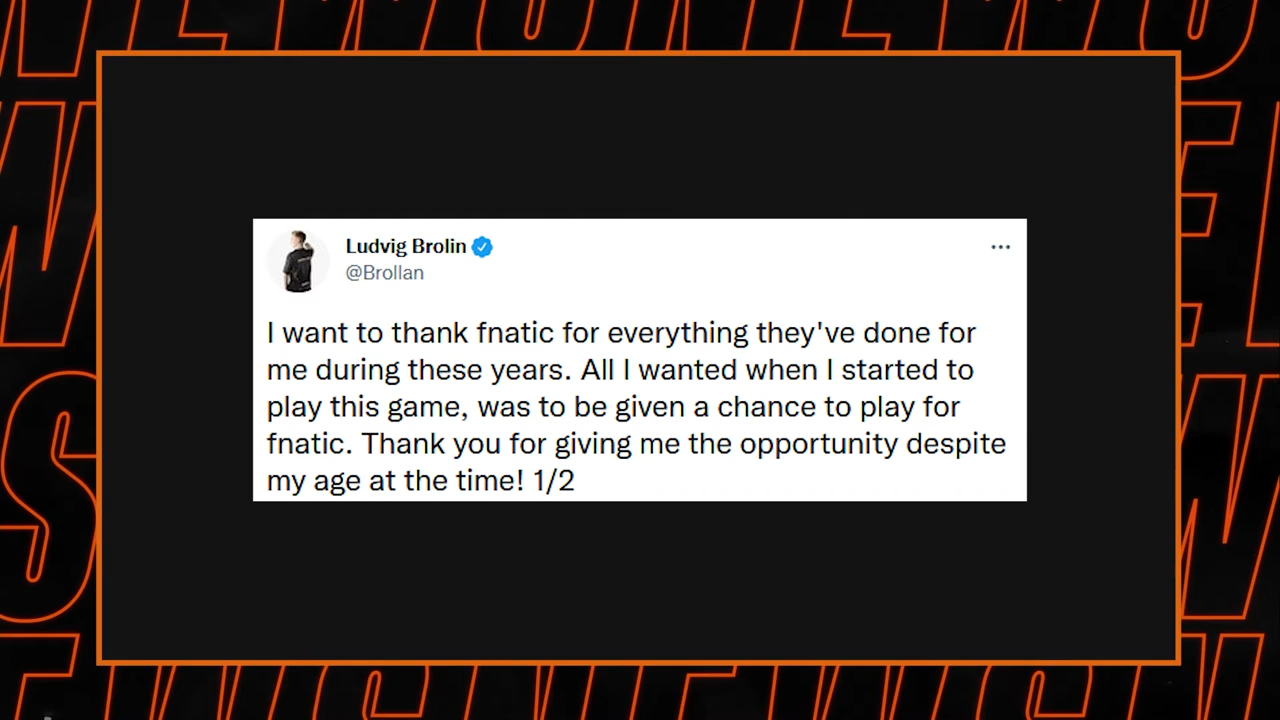 Ludvig Brolin
@Brollan
I want to thank fnatic for everything they've done for
me during these years. All I wanted when I started to
play this game, was to be given a chance to play for
fnatic. Thank you for giving me the opportunity despite
my age at the time! 1/2